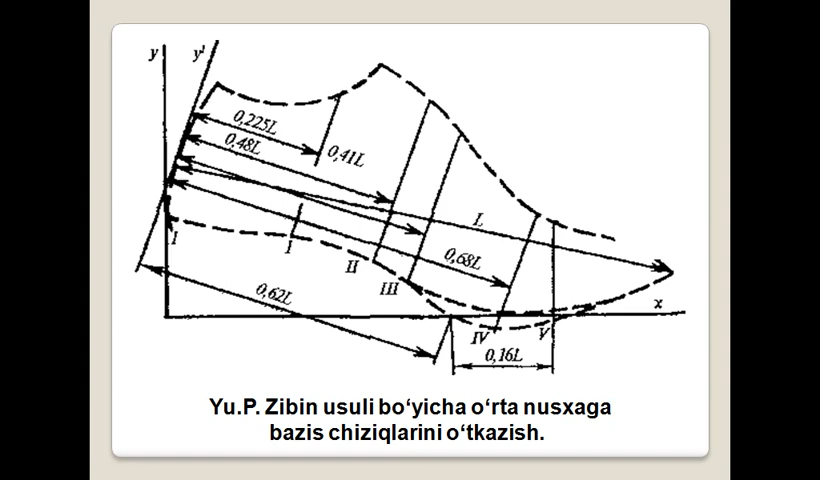 y
y'
0,225L
0,48L
0,41L
L
I
I
II
0,68L
III
0,62L
x
IV
V
0,16L
Yu.P. Zibin usuli bo‘yicha o‘rta nusxaga
bazis chiziqlarini o‘tkazish.